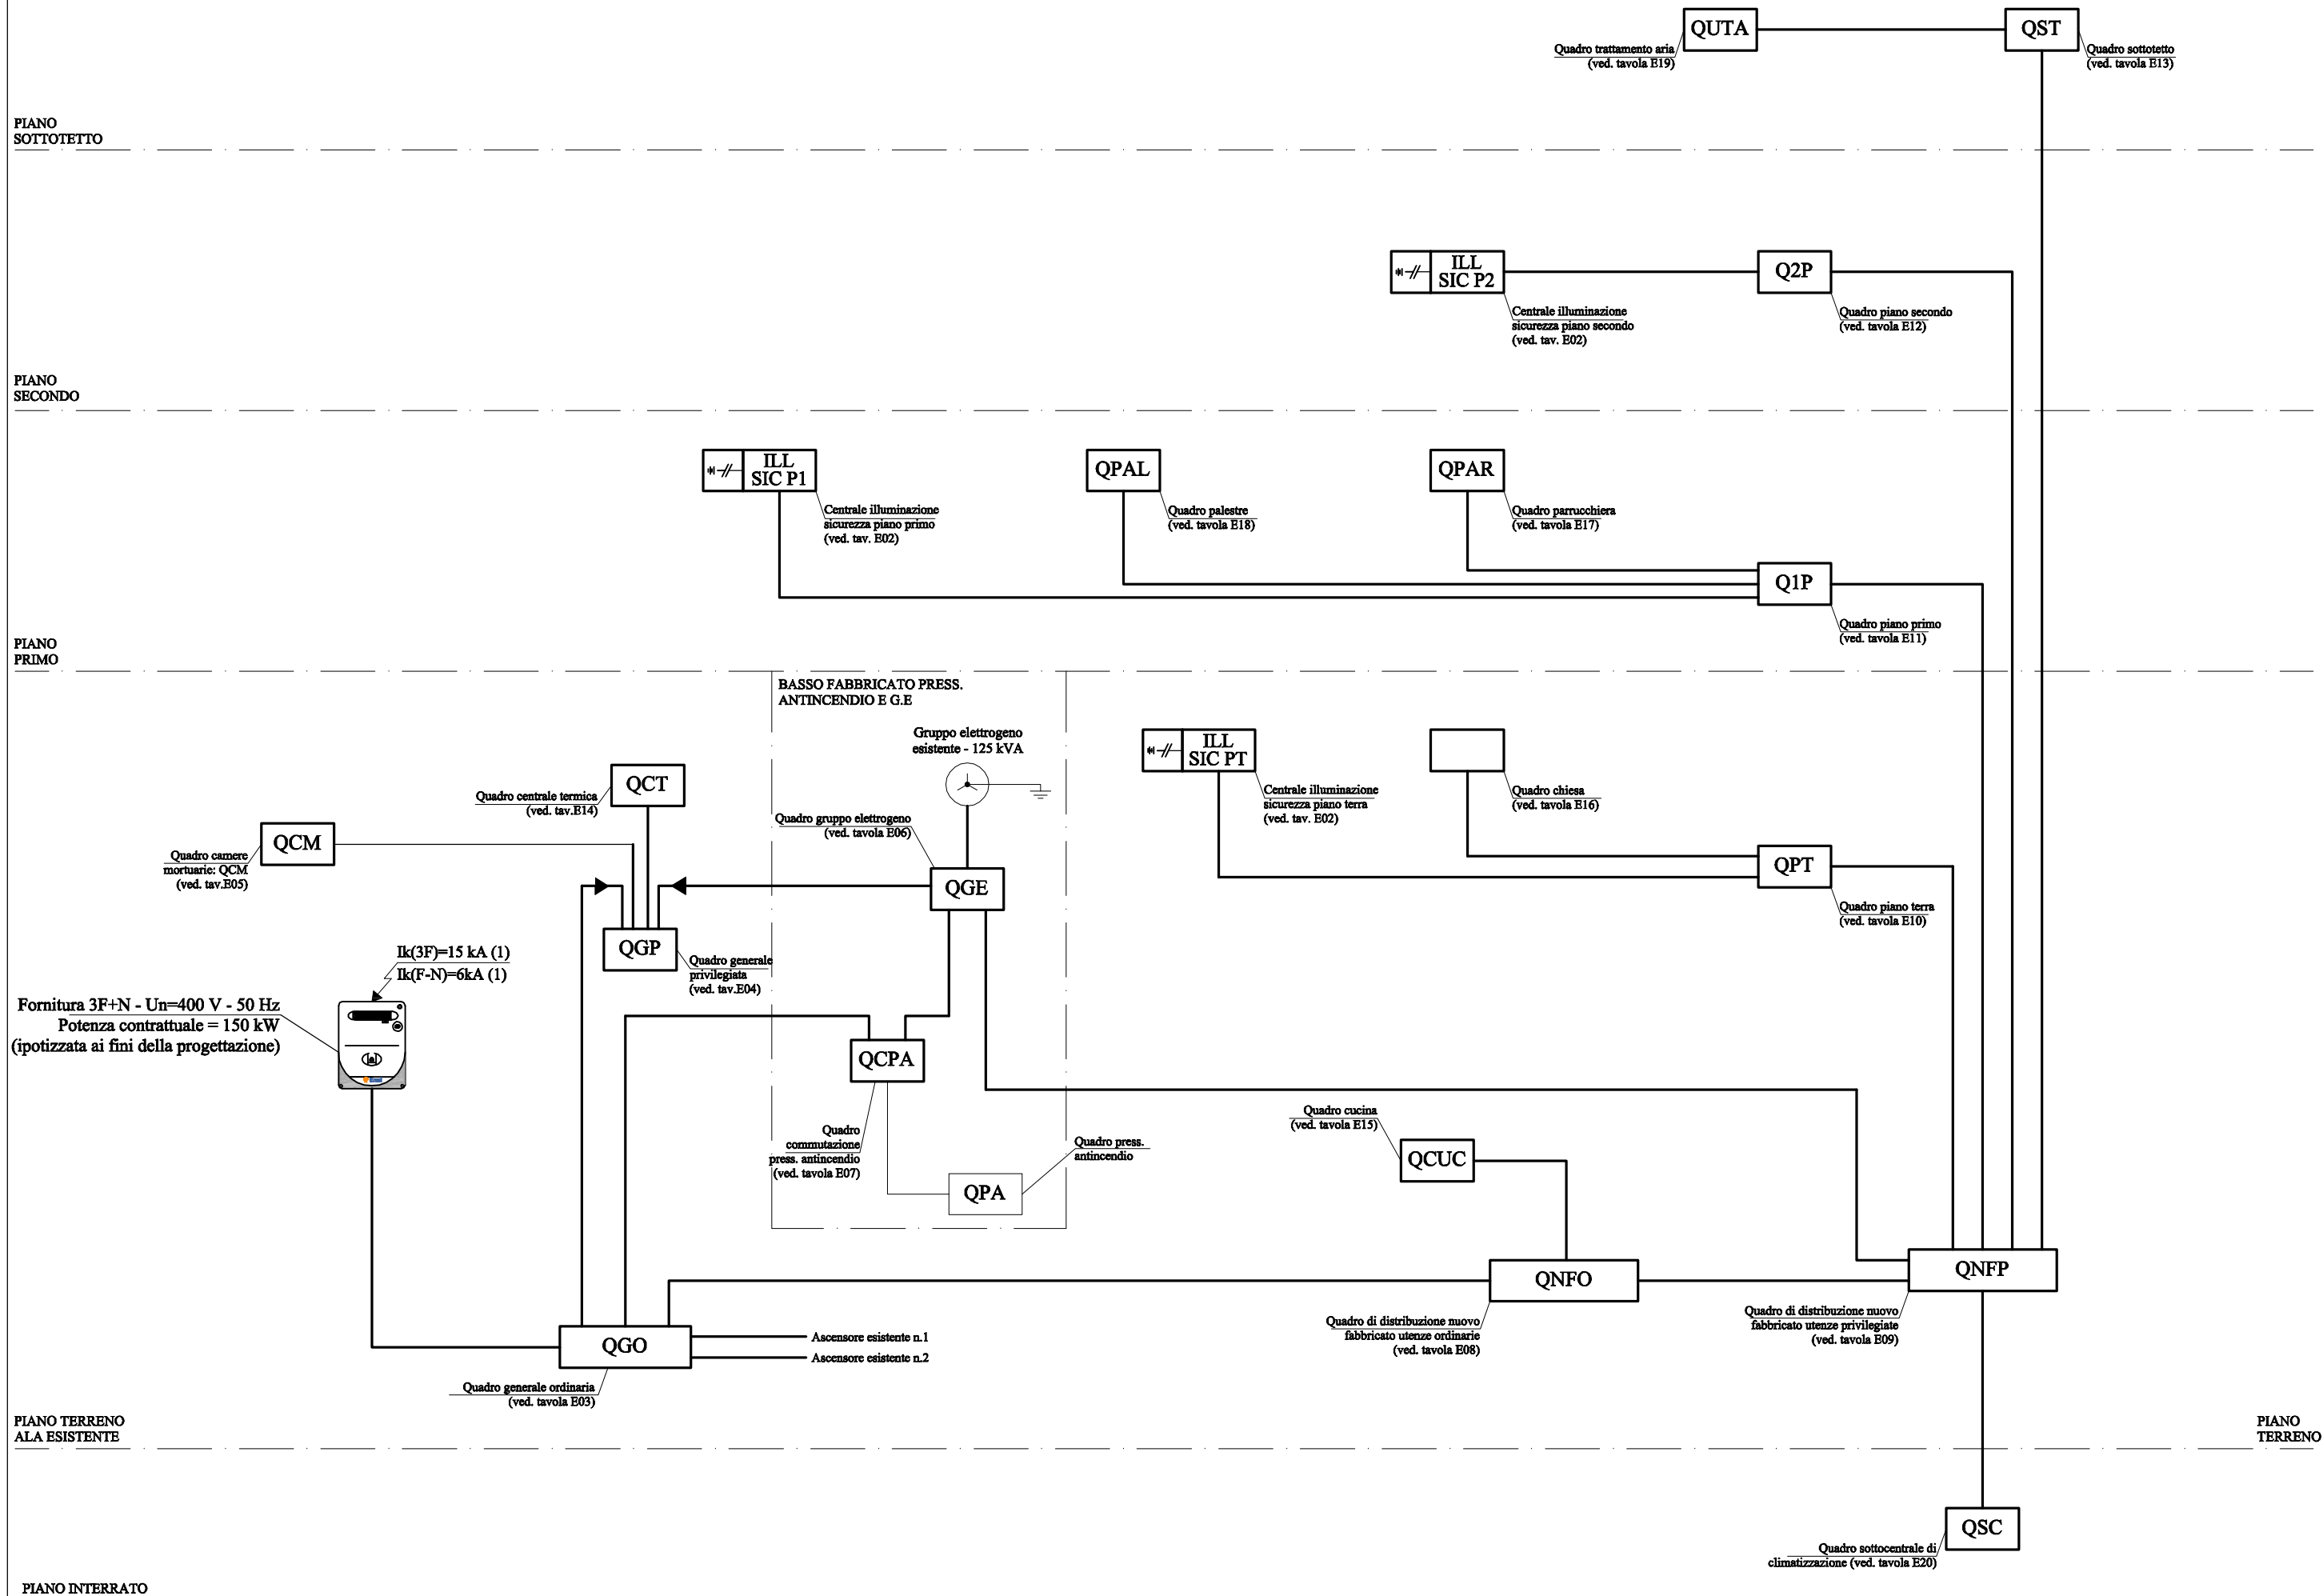 QUTA
QST
Quadro trattamento aria
(ved. tavola E19)
Quadro sottotetto
(ved. tavola E13)
PIANO
SOTTOTETTO
ILL
SIC P2
Q2P
Centrale illuminazione
sicurezza piano secondo
(ved. tav. E02)
Quadro piano secondo
(ved. tavola E12)
PIANO
SECONDO
ILL
SIC P1
QPAL
QPAR
Centrale illuminazione
sicurezza piano primo
(ved. tav. E02)
Quadro palestre
(ved. tavola E18)
Quadro parrucchiera
(ved. tavola E17)
Q1P
Quadro piano primo
(ved. tavola E11)
PIANO
PRIMO
BASSO FABBRICATO PRESS.
ANTINCENDIO E G.E
Gruppo elettrogeno
esistente - 125 kVA
ILL
SIC PT
QCT
Quadro centrale termica
(ved. tav.E14)
Centrale illuminazione
sicurezza piano terra
(ved. tav. E02)
Quadro chiesa
(ved. tavola E16)
Quadro gruppo elettrogeno
(ved. tavola E06)
QCM
Quadro camere
mortuarie: QCM
(ved. tav.E05)
QGE
QPT
Quadro piano terra
(ved. tavola E10)
QGP
Quadro generale
privilegiata
(ved. tav.E04)
Ik(3F)=15 kA (1)
Ik(F-N)=6kA (1)
Fornitura 3F+N - Un=400 V - 50 Hz
Potenza contrattuale = 150 kW
(ipotizzata ai fini della progettazione)
QCPA
Quadro
commutazione
press. antincendio
(ved. tavola E07)
Quadro press.
antincendio
QPA
Quadro cucina
(ved. tavola E15)
QCUC
QNFO
QNFP
Quadro di distribuzione nuovo
fabbricato utenze ordinarie
(ved. tavola E08)
Quadro di distribuzione nuovo
fabbricato utenze privilegiate
(ved. tavola E09)
QGO
Ascensore esistente n.1
Ascensore esistente n.2
Quadro generale ordinaria
(ved. tavola E03)
PIANO TERRENO
ALA ESISTENTE
PIANO
TERRENO
QSC
Quadro sottocentrale di
climatizzazione (ved. tavola E20)
PIANO INTERRATO